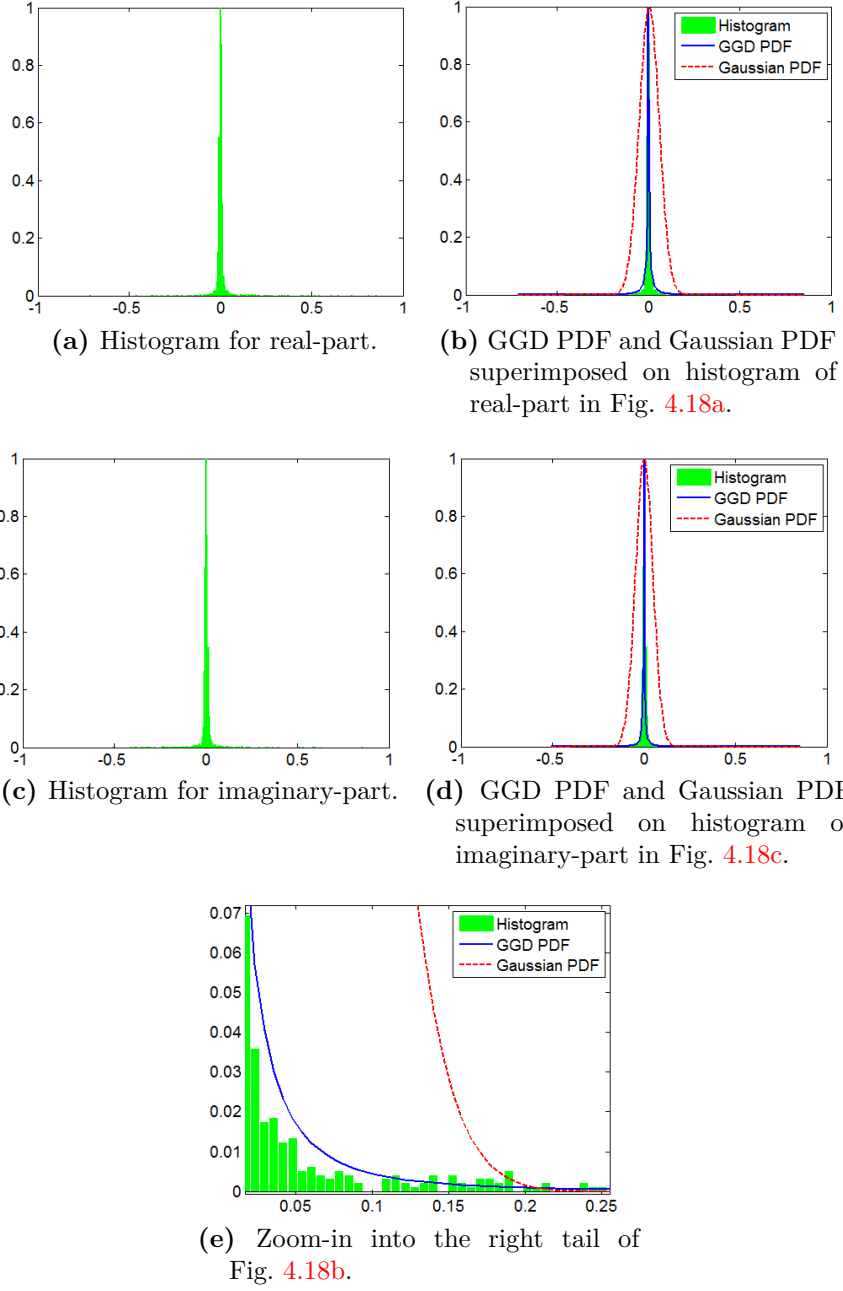 1
0.8
0.6
0.4
0.2
0
-1 -0.5 0 0.5 1
(a) Histogram for real-part.
1
0.8
0.6
0.4
0.2
0
-1 -0.5 0 0.5 1
Histogram
GGD PDF
Gaussian PDF
(b) GGD PDF and Gaussian PDF
superimposed on histogram of
real-part in Fig. 4.18a.
1
0.8
0.6
0.4
0.2
0
-1 -0.5 0 0.5 1
(c) Histogram for imaginary-part.
1
0.8
0.6
0.4
0.2
0
-1 -0.5 0 0.5 1
Histogram
GGD PDF
Gaussian PDF
(d) GGD PDF and Gaussian PDF
superimposed on histogram o
imaginary-part in Fig. 4.18c.
0.07
0.06
0.05
0.04
0.03
0.02
0.01
0
0.05 0.1 0.15 0.2 0.25
Histogram
GGD PDF
Gaussian PDF
(e) Zoom-in into the right tail of
Fig. 4.18b.